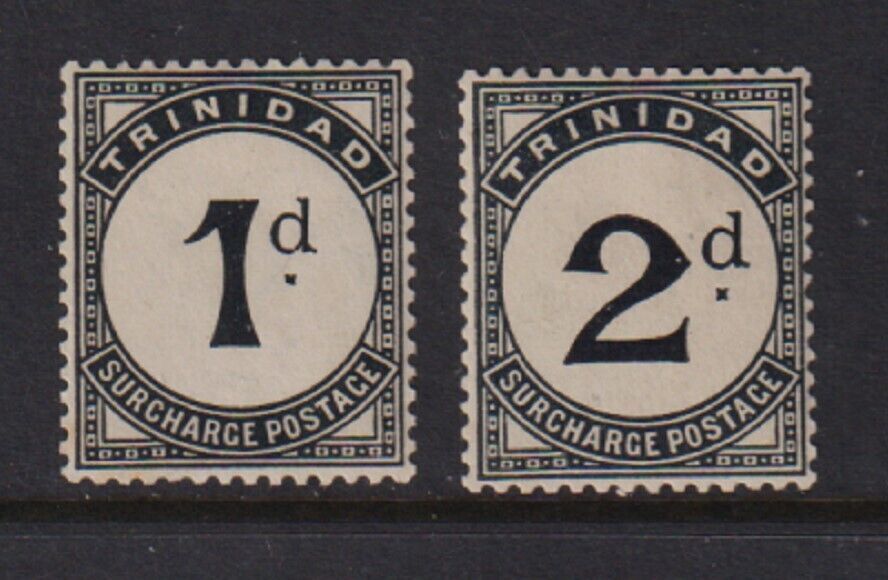 TRINIDAD
1d
SURCHARGE POSTAGE
TRINIDAD
2d
SURCHARGE POSTAGE